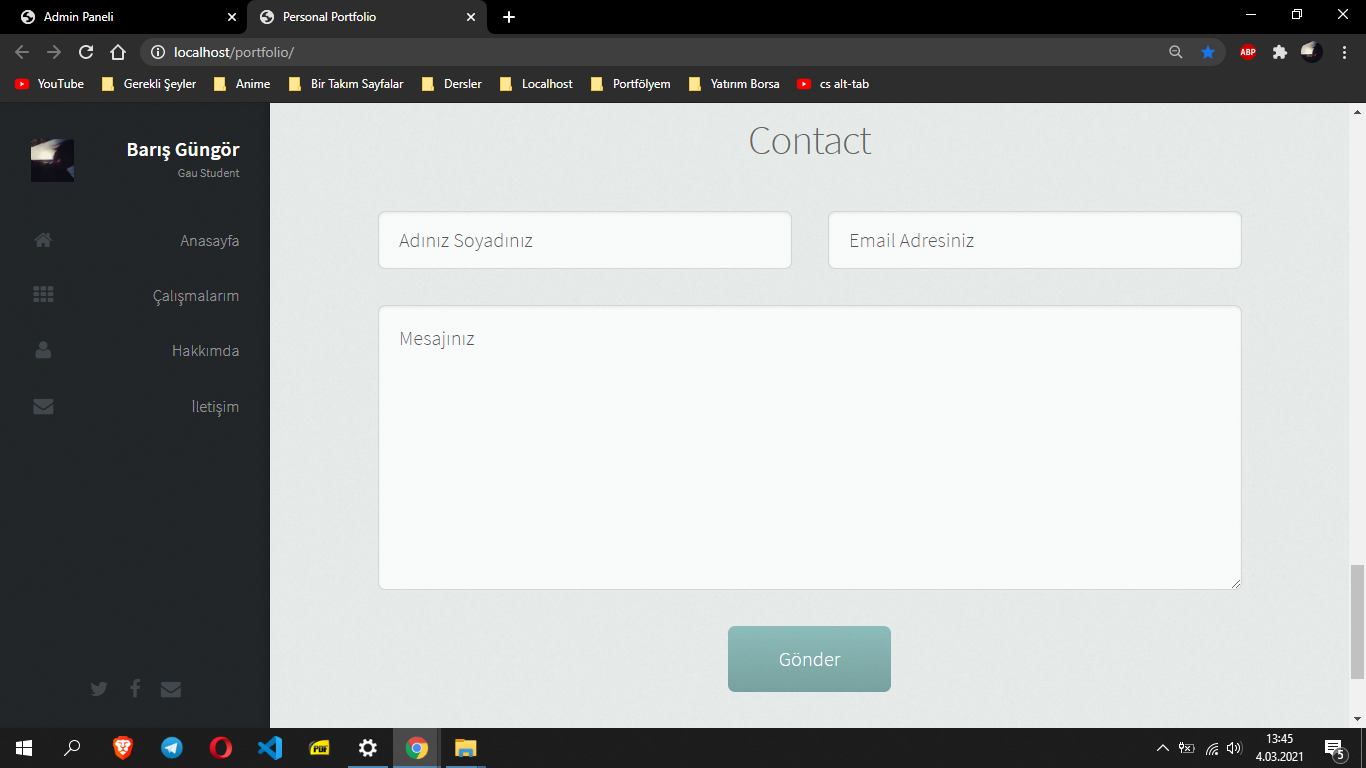 Admin Paneli
Personal Portfolio
localhost/portfolio/
ABP
YouTube
Gerekli Şeyler
Anime
Bir Takım Sayfalar
Dersler
Localhost
Portfölyem
Yatırım Borsa
cs alt-tab
Barış Güngör
Gau Student
Anasayfa
Çalışmalarım
Hakkımda
İletişim
Contact
Adınız Soyadınız
Email Adresiniz
Mesajınız
Gönder
PDF
13:45
4.03.2021
5